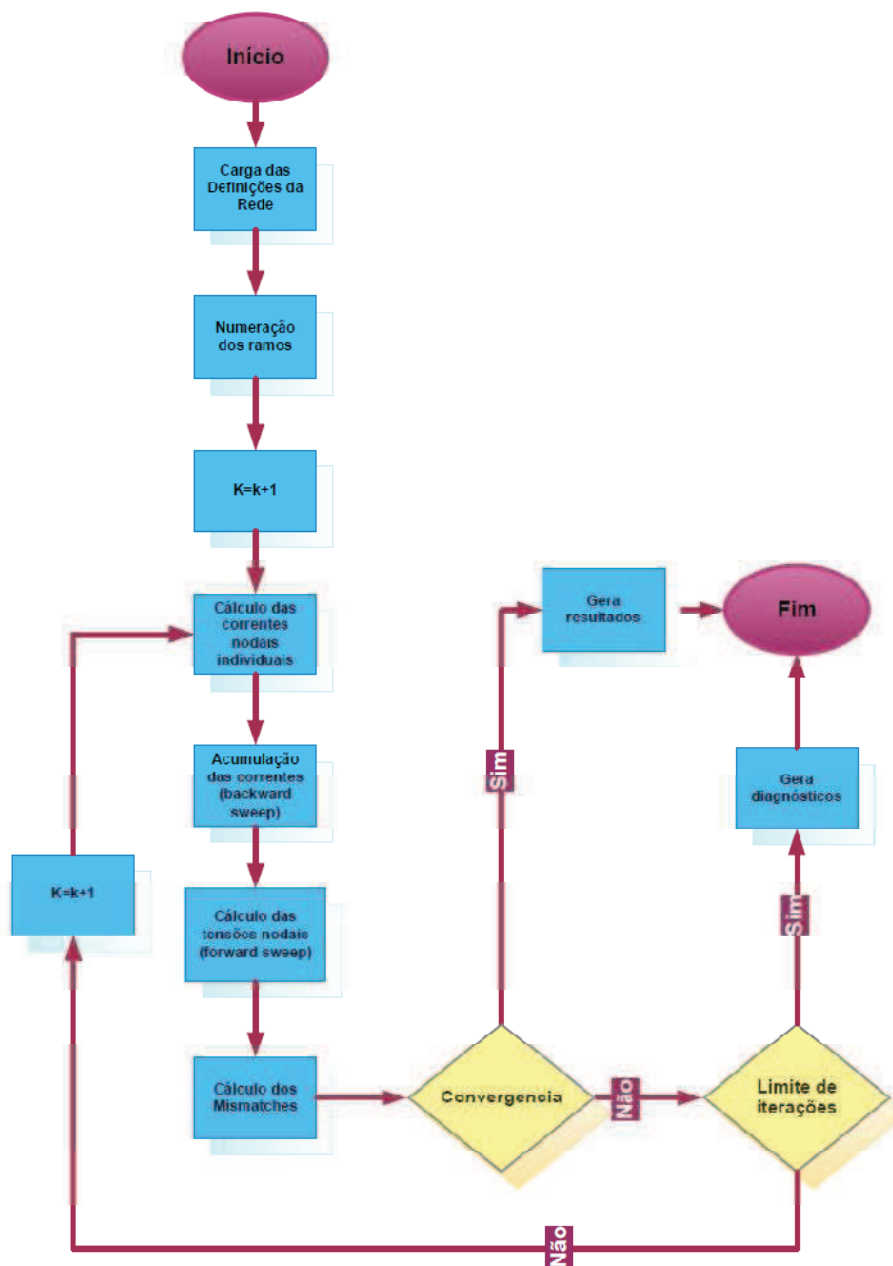 Início
Carga das
Definições da
Rede
Numeração
dos ramos
K=k+1
Cálculo das
correntes
nodais
individuais
Acumulação
das correntes
(backward
sweep)
K=k+1
Cálculo das
tensões nodais
(forward sweep)
Cálculo dos
Mismatches
Convergencia
Não
Limite de
iterações
Sim
Gera
resultados
Fim
Sim
Gera
diagnósticos
Não